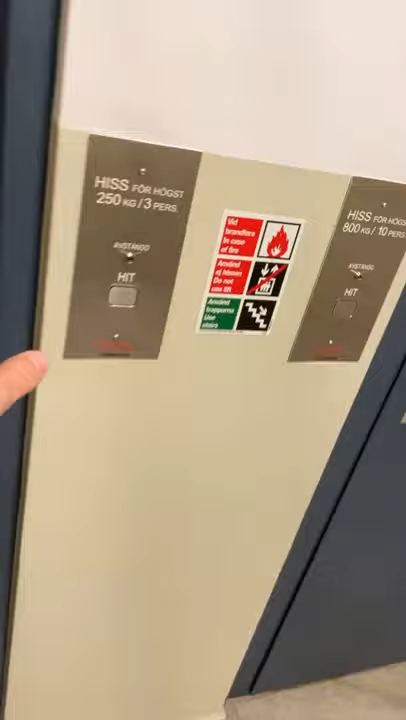 HISS FÖR HÖGST
250 KG / 3 PERS.
AVSTÄNGD
HIT
Vid
brandfara
In case
of fire
Använd
ej hissen
Do not
use lift
Använd
trapporna
Use
stairs
HISS FÖR HÖGS
800 KG / 10 PERS.
AVSTÄNGD
HIT